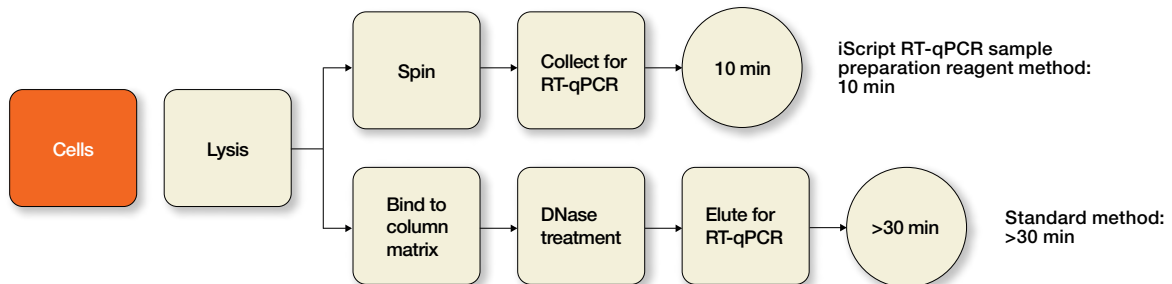 Cells
Lysis
Spin
Collect for
RT-qPCR
10 min
iScript RT-qPCR sample
preparation reagent method:
10 min
Bind to
column
matrix
DNase
treatment
Elute for
RT-qPCR
>30 min
Standard method:
>30 min